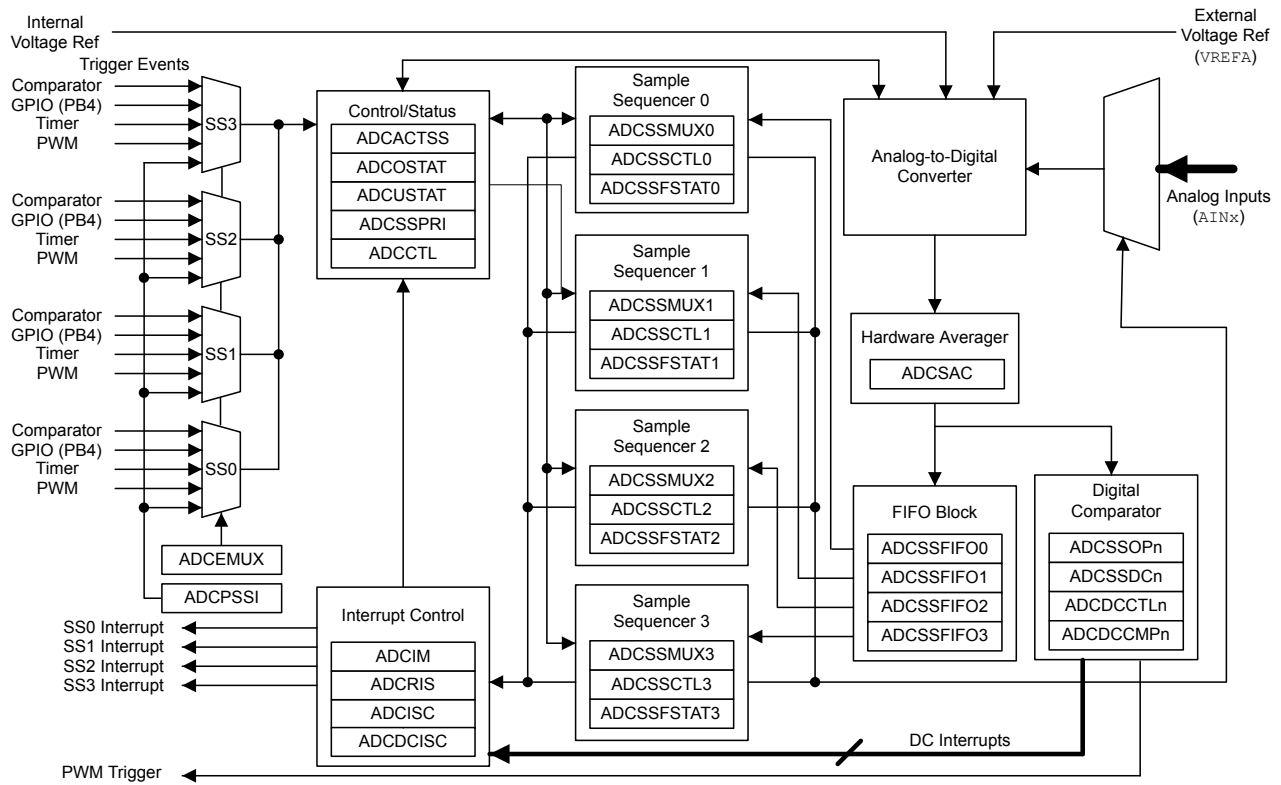 Internal
Voltage Ref
External
Voltage Ref
(VREFA)
Trigger Events
Comparator
GPIO (PB4)
Timer
PWM
SS3
Comparator
GPIO (PB4)
Timer
PWM
SS2
Comparator
GPIO (PB4)
Timer
PWM
SS1
Comparator
GPIO (PB4)
Timer
PWM
SS0
ADCEMUX
ADCPSSI
Control/Status
ADCACTSS
ADCOSTAT
ADCUSTAT
ADCSSPRI
ADCCTL
Sample
Sequencer 0
ADCSSMUX0
ADCSSCTL0
ADCSSFSTAT0
Sample
Sequencer 1
ADCSSMUX1
ADCSSCTL1
ADCSSFSTAT1
Sample
Sequencer 2
ADCSSMUX2
ADCSSCTL2
ADCSSFSTAT2
Sample
Sequencer 3
ADCSSMUX3
ADCSSCTL3
ADCSSFSTAT3
Analog-to-Digital
Converter
Analog Inputs
(AINx)
Hardware Averager
ADCSAC
FIFO Block
ADCSSFIFO0
ADCSSFIFO1
ADCSSFIFO2
ADCSSFIFO3
Digital
Comparator
ADCSSOPn
ADCSSDCn
ADCDCCTLn
ADCDCCMPn
Interrupt Control
ADCIM
ADCRIS
ADCISC
ADCDCISC
SS0 Interrupt
SS1 Interrupt
SS2 Interrupt
SS3 Interrupt
DC Interrupts
PWM Trigger